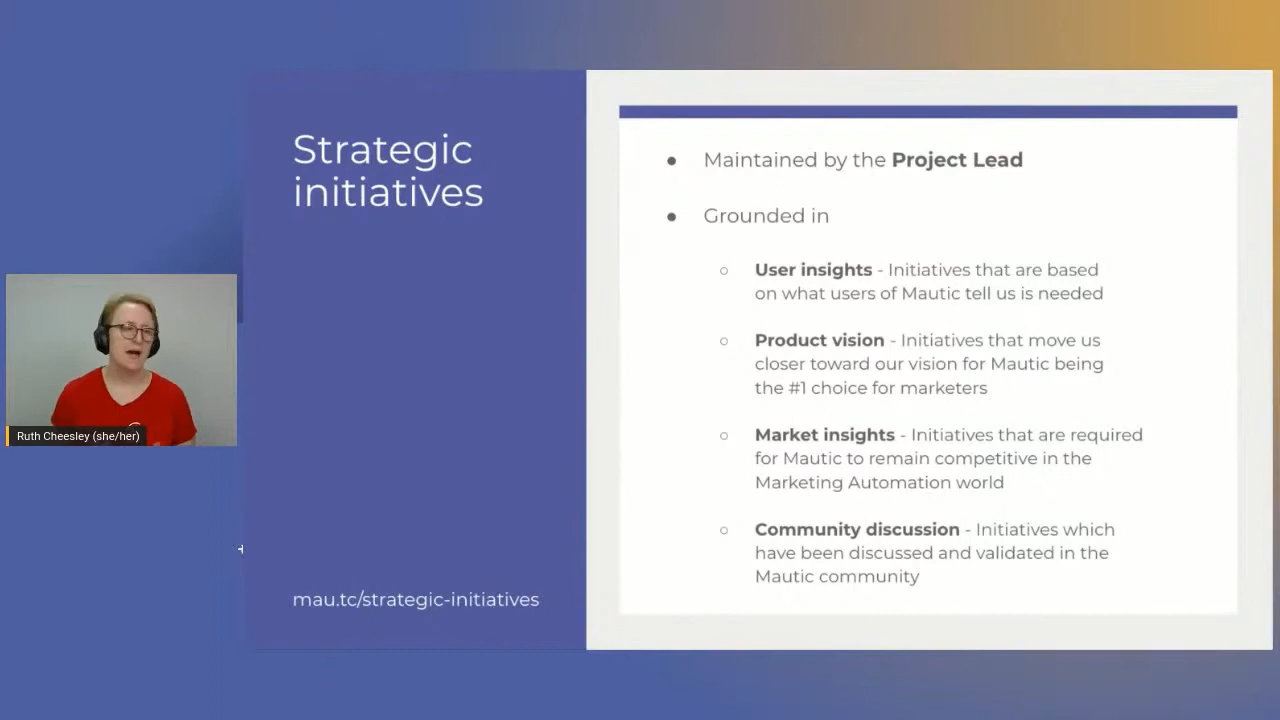 Strategic
initiatives
● Maintained by the Project Lead
● Grounded in
○ User insights - Initiatives that are based
on what users of Mautic tell us is needed
○ Product vision - Initiatives that move us
closer toward our vision for Mautic being
the #1 choice for marketers
○ Market insights - Initiatives that are required
for Mautic to remain competitive in the
Marketing Automation world
○ Community discussion - Initiatives which
have been discussed and validated in the
Mautic community
mau.tc/strategic-initiatives
Ruth Cheesley (she/her)